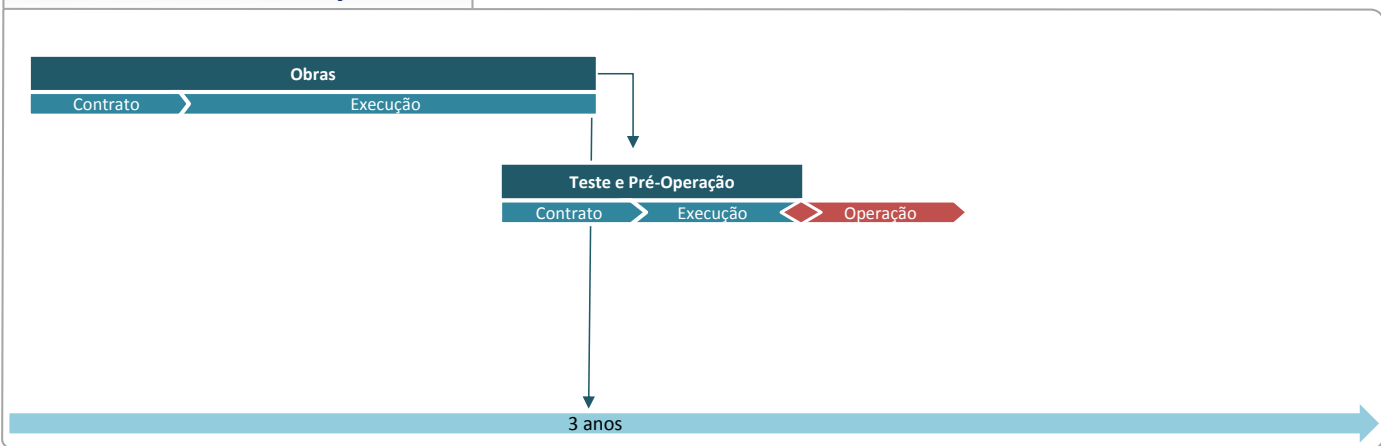 Obras
Contrato
Execução
Teste e Pré-Operação
Contrato
Execução
Operação
3 anos